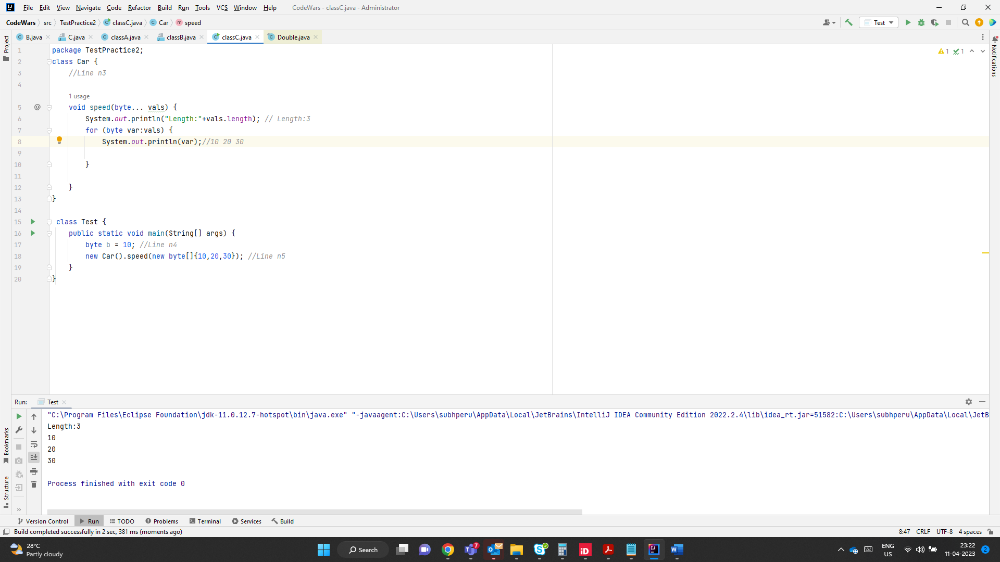 File Edit View Navigate Code Refactor Build Run Tools VCS Window Help CodeWars - classC.java - Administrator
CodeWars src TestPractice2 classC.java Car speed Test
B.java C.java classA.java classB.java classC.java Double.java
Project
Notifications
1 package TestPractice2; 1 1
2 class Car {
3 //Line n3
4
1 usage
5 @ void speed(byte... vals) {
6 System.out.println("Length:"+vals.length); // Length:3
7 for (byte var:vals) {
8 System.out.println(var);//10 20 30
9
10 }
11
12 }
13 }
14
15 class Test {
16 public static void main(String[] args) {
17 byte b = 10; //Line n4
18 new Car().speed(new byte[]{10,20,30}); //Line n5
19 }
20 }
Run: Test
"C:\Program Files\Eclipse Foundation\jdk-11.0.12.7-hotspot\bin\java.exe" "-javaagent:C:\Users\subhperu\AppData\Local\JetBrains\IntelliJ IDEA Community Edition 2022.2.4\lib\idea_rt.jar=51582:C:\Users\subhperu\AppData\Local\JetB
Length:3
10
20
30
Process finished with exit code 0
Bookmarks
Structure
Version Control Run TODO Problems Terminal Services Build
Build completed successfully in 2 sec, 381 ms (moments ago) 8:47 CRLF UTF-8 4 spaces
28°C
Partly cloudy
Search
7
ENG
US
23:22
11-04-2023
2